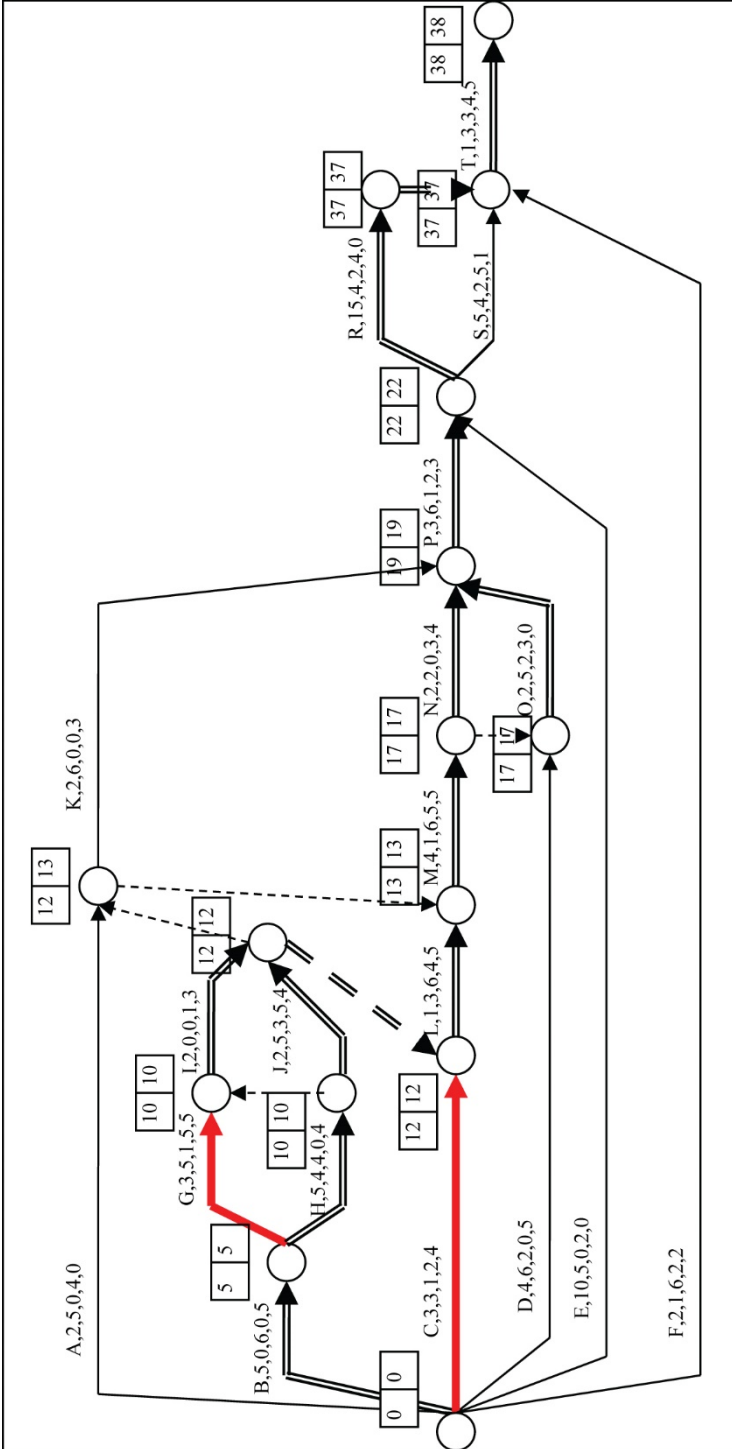 12 13
A,2,5,0,4,0
K,2,6,0,0,3
10 10
G,3,5,1,5,5
I,2,0,0,1,3
12 12
5 5
B,5,0,6,0,5
10 10
H,5,4,4,0,4
J,2,5,3,5,4
37 37
R,15,4,2,4,0
0 0
12 12
13 13
17 17
19 19
22 22
37 37
38 38
C,3,3,1,2,4
L,1,3,6,4,5
M,4,1,6,5,5
N,2,2,0,3,4
P,3,6,1,2,3
S,5,4,2,5,1
T,1,3,3,4,5
17 17
D,4,6,2,0,5
O,2,5,2,3,0
E,10,5,0,2,0
F,2,1,6,2,2